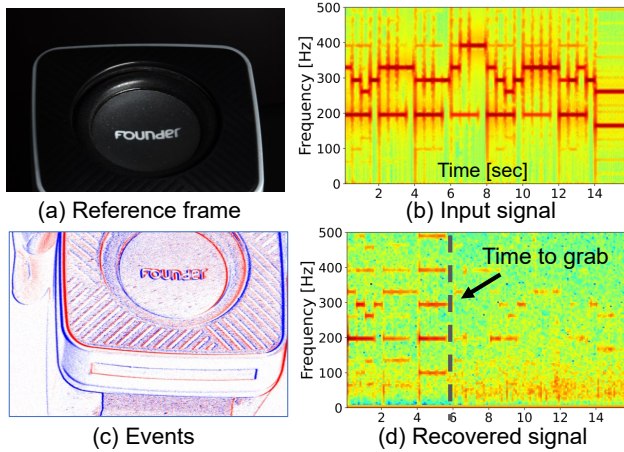 Founder
(a) Reference frame
500
400
300
200
100
0
Frequency [Hz]
Time [sec]
2 4 6 8 10 12 14
(b) Input signal
Founder
(c) Events
500
400
300
200
100
0
Frequency [Hz]
Time to grab
0 2 4 6 8 10 12 14
(d) Recovered signal